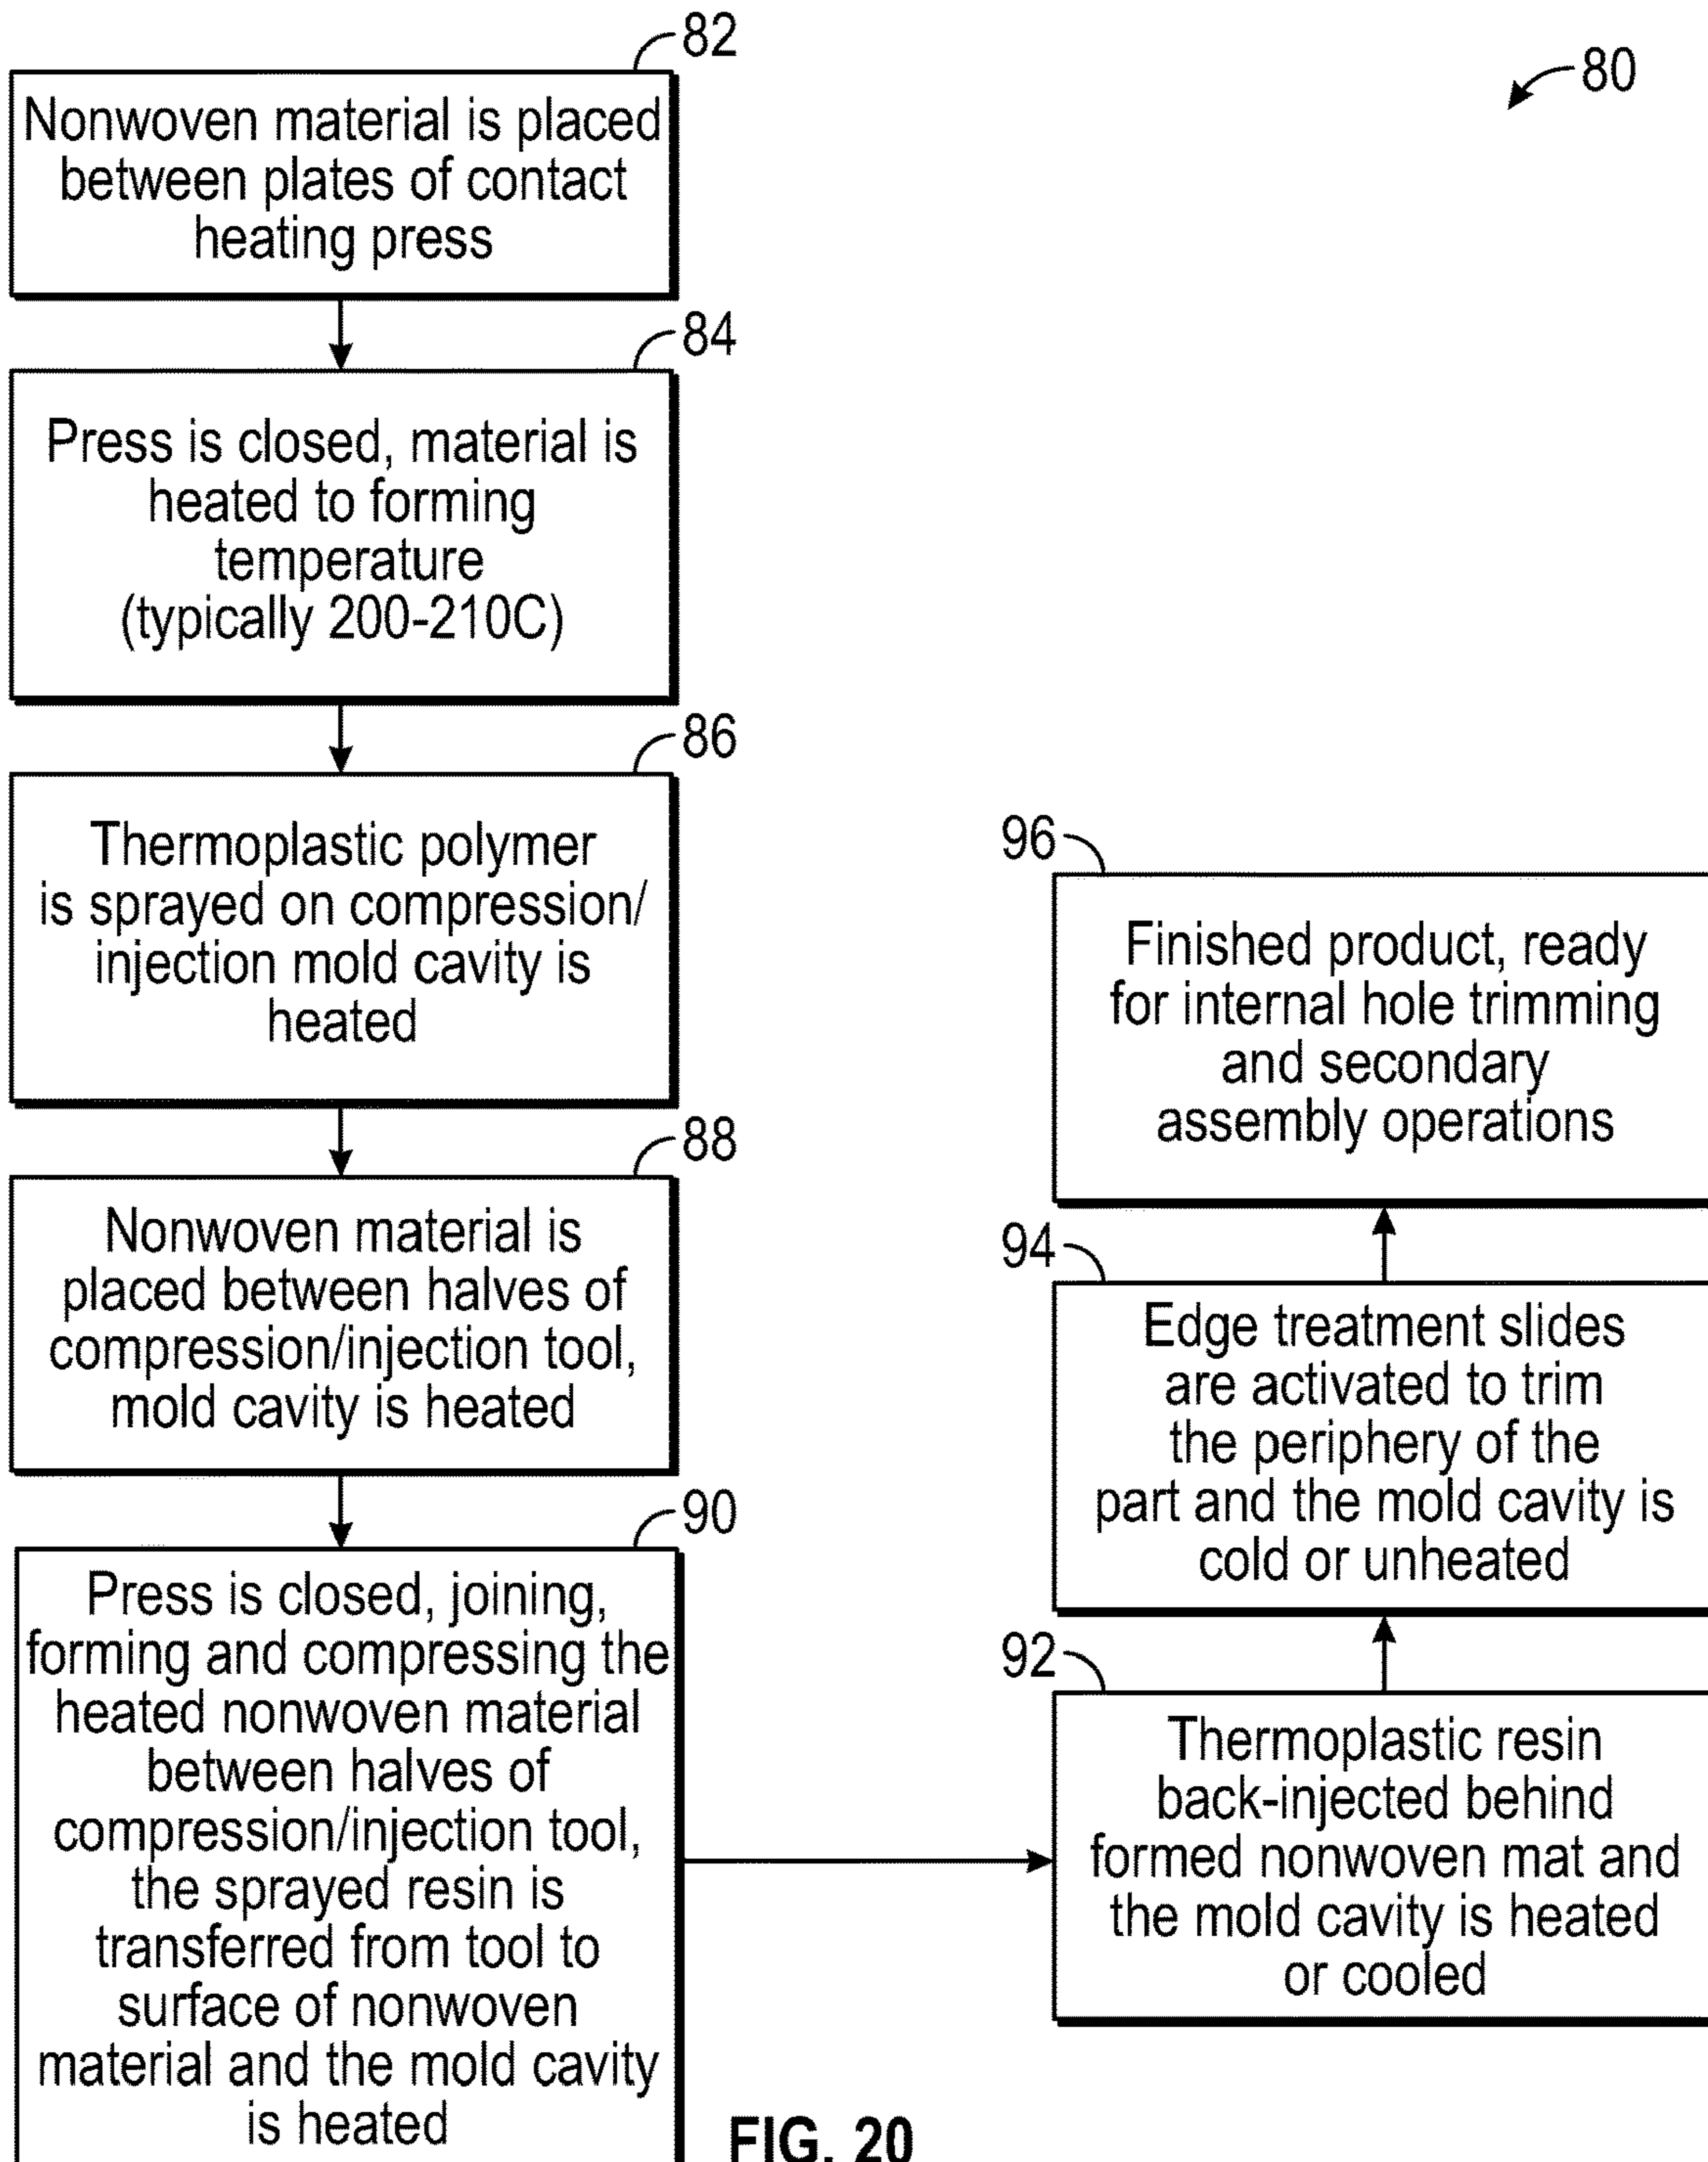 80
82
Nonwoven material is placed
between plates of contact
heating press
84
Press is closed, material is
heated to forming
temperature
(typically 200-210C)
86
Thermoplastic polymer
is sprayed on compression/
injection mold cavity is
heated
88
Nonwoven material is
placed between halves of
compression/injection tool,
mold cavity is heated
90
Press is closed, joining,
forming and compressing the
heated nonwoven material
between halves of
compression/injection tool,
the sprayed resin is
transferred from tool to
surface of nonwoven
material and the mold cavity
is heated
92
Thermoplastic resin
back-injected behind
formed nonwoven mat and
the mold cavity is heated
or cooled
94
Edge treatment slides
are activated to trim
the periphery of the
part and the mold cavity is
cold or unheated
96
Finished product, ready
for internal hole trimming
and secondary
assembly operations
FIG. 20